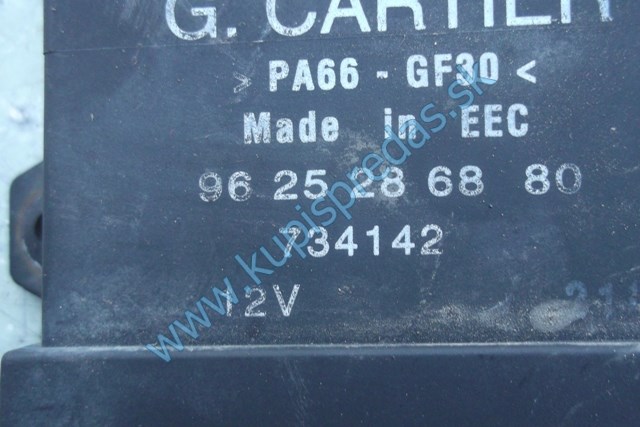 G. CARTIER
> PA66 - GF30 <
Made in EEC
96 25 28 68 80
734142
12V
www.kupispredas.sk